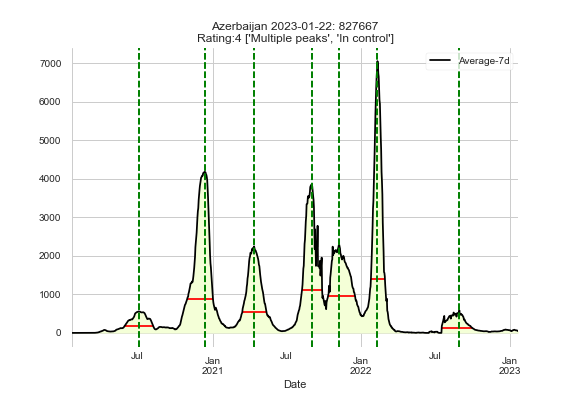 Azerbaijan 2023-01-22: 827667
Rating:4 ['Multiple peaks', 'In control']
Average-7d
7000
6000
5000
4000
3000
2000
1000
0
Jul
Jan
2021
Jul
Jan
2022
Jul
Jan
2023
Date